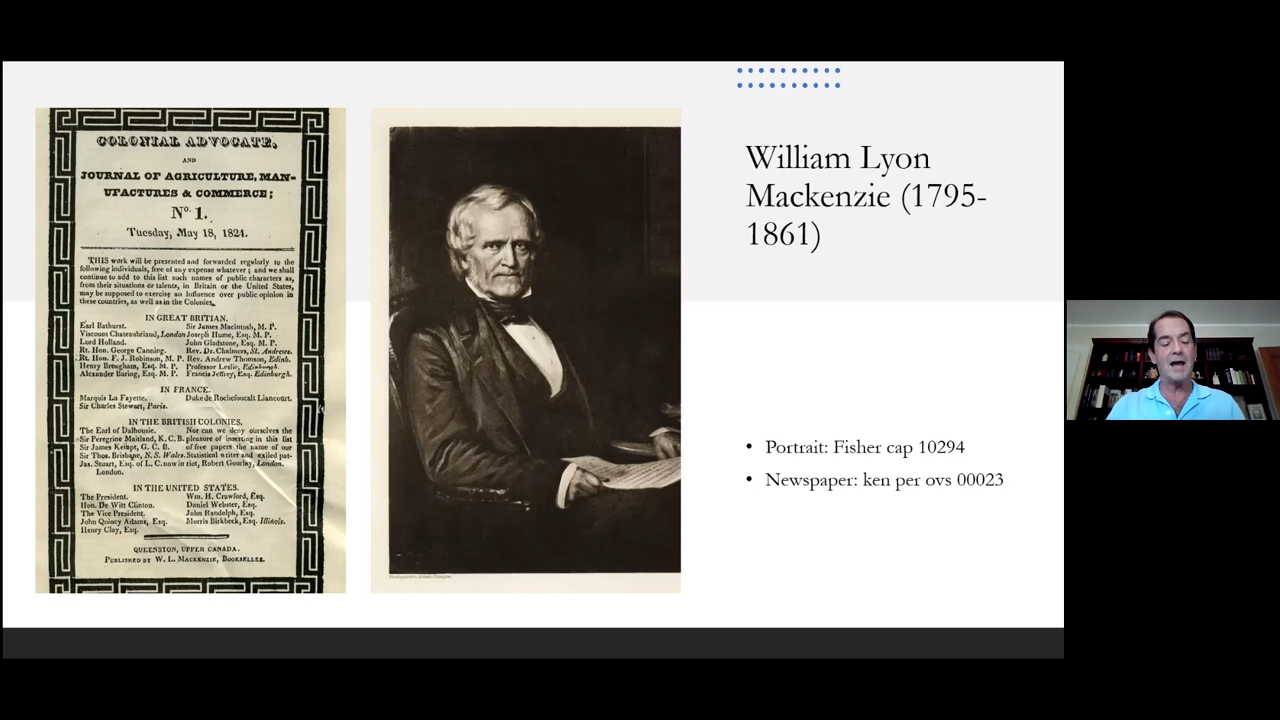 COLONIAL ADVOCATE,
AND
JOURNAL OF AGRICULTURE, MAN-
UFACTURES & COMMERCE;
No. 1.
Tuesday, May 18, 1824.
THIS work will be presented and forwarded regularly to the
following individuals, free of any expense whatever; and we shall
continue to add to this list such names of public characters as,
from their situations or talents, in Britain or the United States,
may be supposed to exercise an influence over public opinion in
these countries, as well as in the Colonies.
IN GREAT BRITIAN.
Earl Bathurst. Sir James Macintosh, M. P.
Viscount Chateaubriand, London Joseph Hume, Esq. M. P.
Lord Holland. John Gladstone, Esq. M. P.
Rt. Hon. George Canning. Rev. Dr. Chalmers, St. Andrews.
Rt. Hon. F. J. Robinson, M. P. Rev. Andrew Thomson, Edinb.
Henry Brougham, Esq. M. P. Professor Leslie, Edinburgh.
Alexander Baring, Esq. M. P. Francis Jeffrey, Esq. Edinburgh.
IN FRANCE.
Marquis La Fayette. Duke de Rochefoucalt Liancourt.
Sir Charles Stewart, Paris.
IN THE BRITISH COLONIES.
The Earl of Dalhousie. Nor can we deny ourselves the
Sir Peregrine Maitland, K. C. B. pleasure of inserting in this list
Sir James Kempt, G. C. B. of free papers the name of our
Sir Thos. Brisbane, N. S. Wales. Statistical writer and exiled pat-
Jas. Stuart, Esq. of L. C. now in riot, Robert Gourlay, London.
London.
IN THE UNITED STATES.
The President. Wm. H. Crawford, Esq.
Hon. De Witt Clinton. Daniel Webster, Esq.
The Vice President. John Randolph, Esq.
John Quincy Adams, Esq. Morris Birkbeck, Esq. Illinois.
Henry Clay, Esq.
QUEENSTON, UPPER CANADA.
PUBLISHED BY W. L. MACKENZIE, BOOKSELLER.
William Lyon
Mackenzie (1795-
1861)
• Portrait: Fisher cap 10294
• Newspaper: ken per ovs 00023